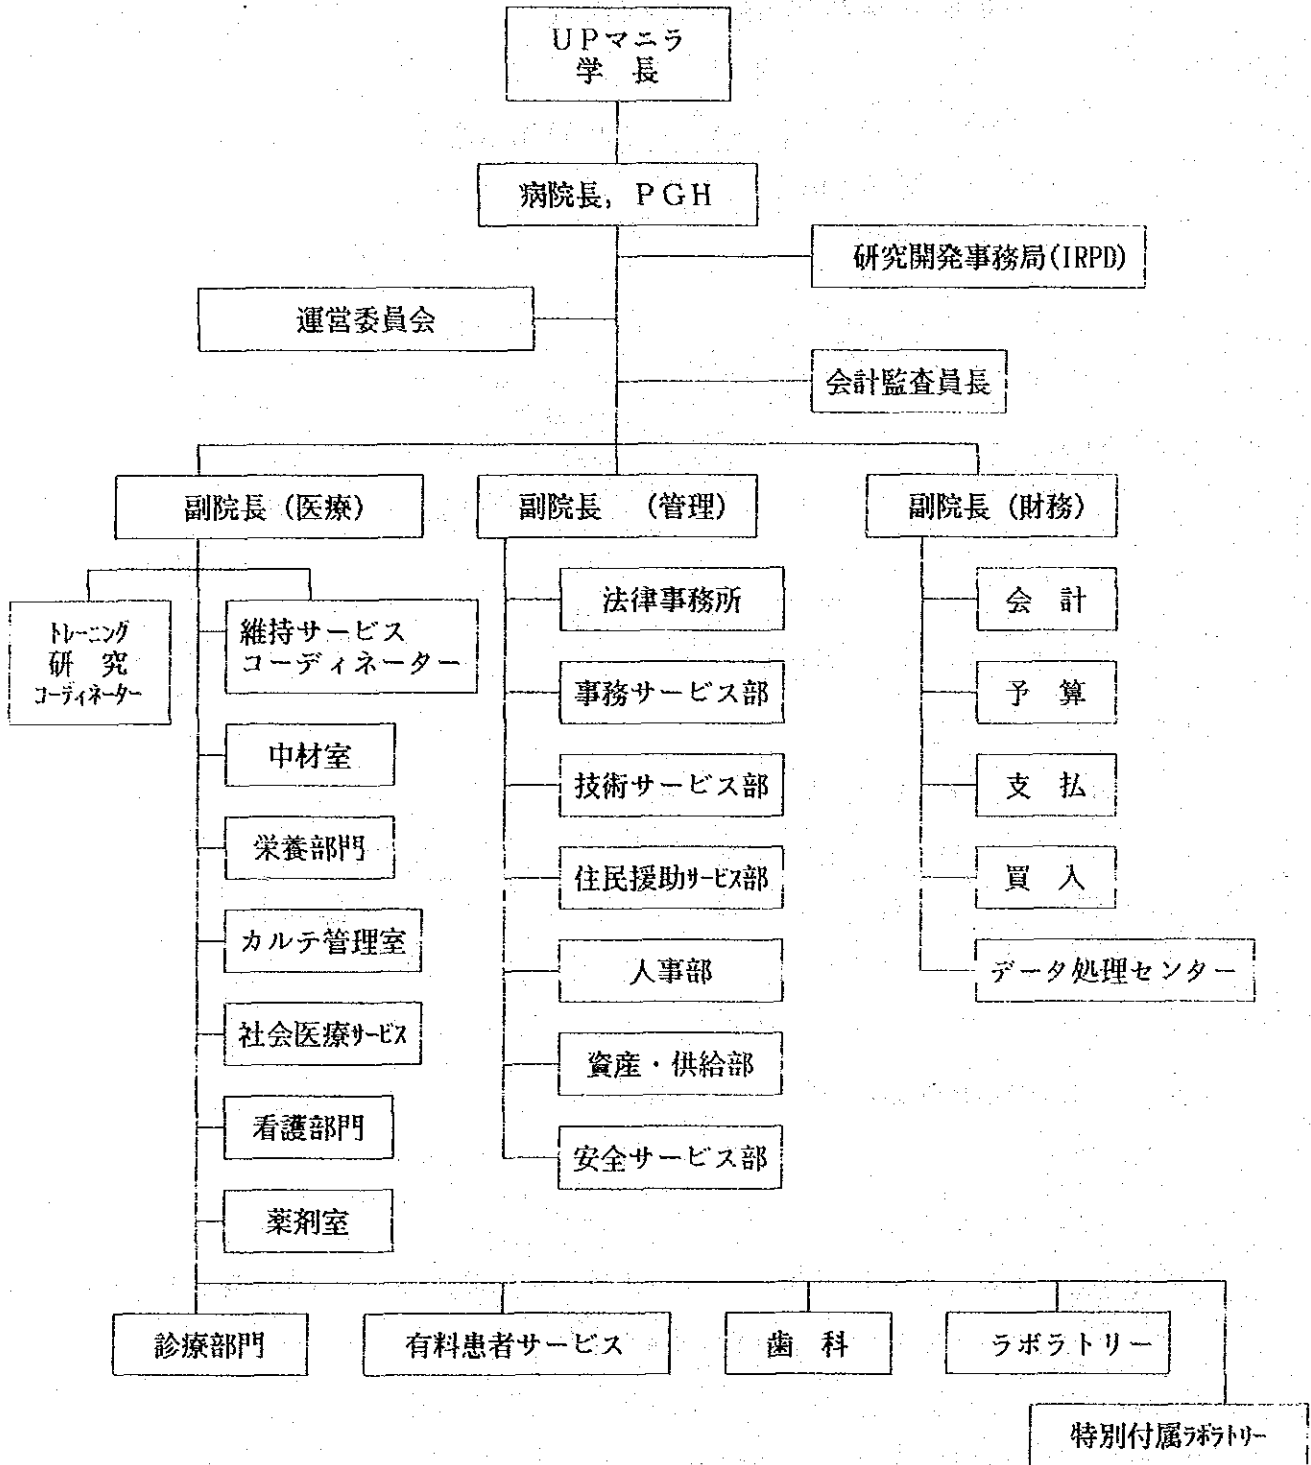 UPマニラ
学 長
病院長, PGH
研究開発事務局(IRPD)
運営委員会
会計監査員長
副院長 (医療)
副院長 (管理)
副院長 (財務)
トレーニング
研 究
コーディネーター
維持サービス
コーディネーター
中材室
栄養部門
カルテ管理室
社会医療サービス
看護部門
薬剤室
法律事務所
事務サービス部
技術サービス部
住民援助サービス部
人事部
資産・供給部
安全サービス部
会 計
予 算
支 払
買 入
データ処理センター
診療部門
有料患者サービス
歯 科
ラボラトリー
特別付属ラボラトリー